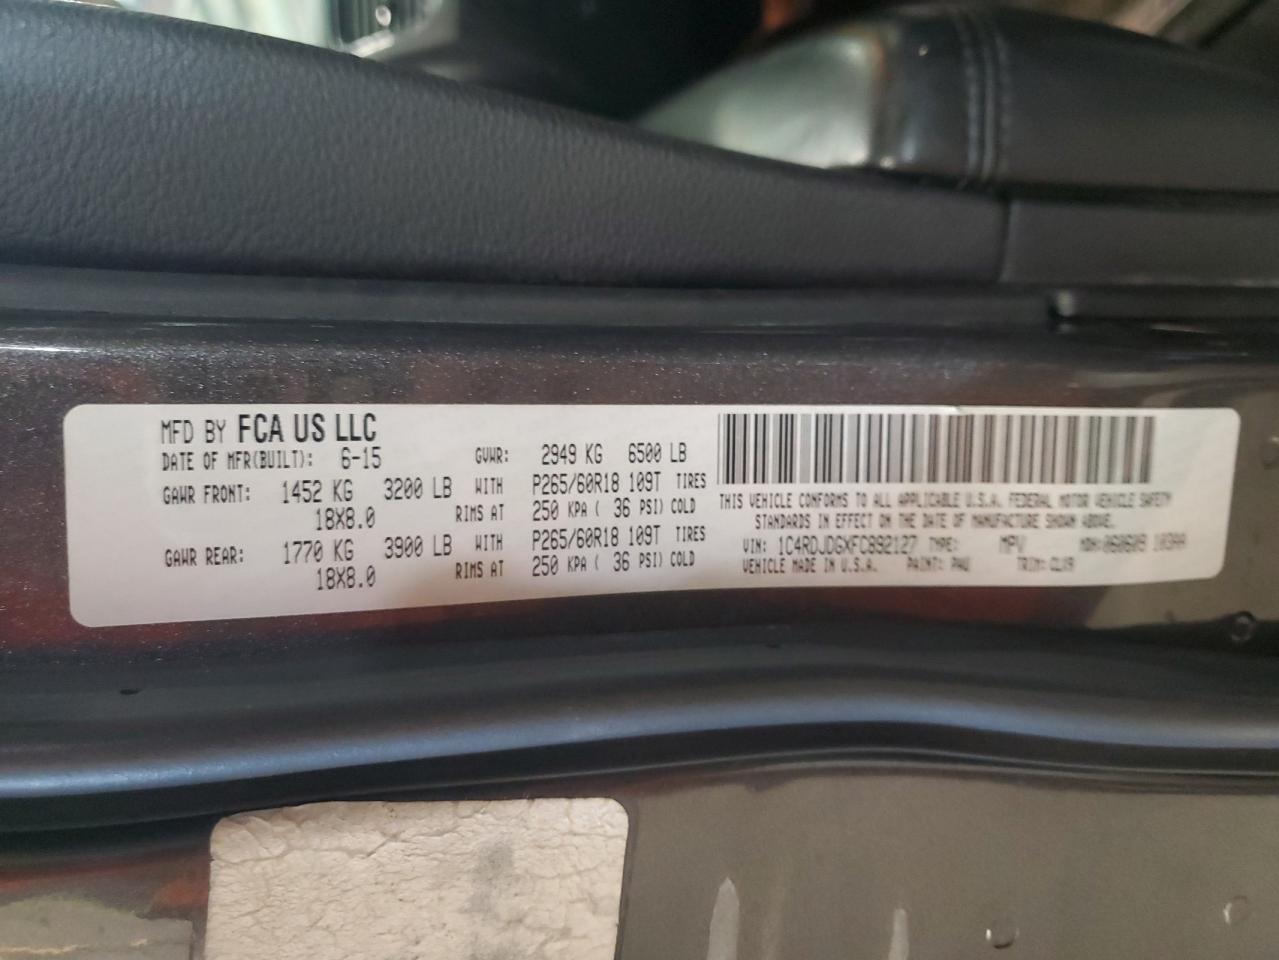 MFD BY FCA US LLC
DATE OF MFR(BUILT): 6-15 GVWR: 2949 KG 6500 LB
GAWR FRONT: 1452 KG 3200 LB WITH P265/60R18 109T TIRES
18X8.0 RIMS AT 250 KPA ( 36 PSI) COLD
GAWR REAR: 1770 KG 3900 LB WITH P265/60R18 109T TIRES
18X8.0 RIMS AT 250 KPA ( 36 PSI) COLD
THIS VEHICLE CONFORMS TO ALL APPLICABLE U.S.A. FEDERAL MOTOR VEHICLE SAFETY
STANDARDS IN EFFECT ON THE DATE OF MANUFACTURE SHOWN ABOVE.
VIN: 1C4RDJDGXFC892127 TYPE: MPV MDH:
VEHICLE MADE IN U.S.A. PAINT: PAU TRIM: